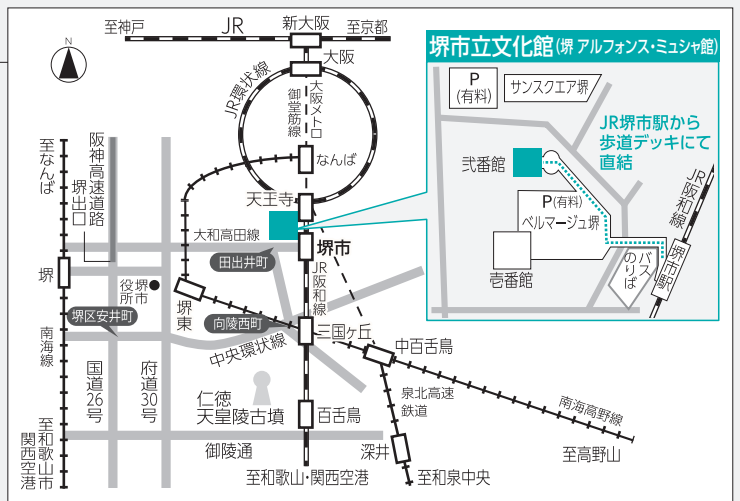 至神戸
JR
新大阪
至京都
N
大阪
JR環状線
大阪メトロ
御堂筋線
なんば
天王寺
大和高田線
堺市
田出井町
JR阪和線
至なんば
阪神高速道路
堺出口
堺
堺市
役所
堺区安井町
堺東
向陵西町
三国ヶ丘
中央環状線
中百舌鳥
南海線
国道26号
府道30号
仁徳
天皇陵古墳
百舌鳥
泉北高速
鉄道
南海高野線
御陵通
深井
至高野山
至和歌山市
関西空港
至和歌山・関西空港
至和泉中央
堺市立文化館(堺 アルフォンス・ミュシャ館)
P
(有料)
サンスクエア堺
JR堺市駅から
歩道デッキにて
直結
弐番館
JR阪和線
P(有料)
ベルマージュ堺
壱番館
バス
のりば
堺市駅